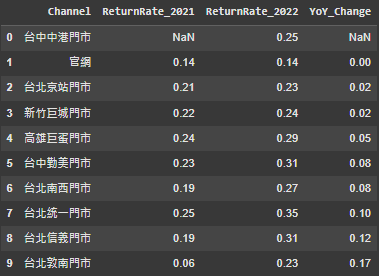 Channel ReturnRate_2021 ReturnRate_2022 YoY_Change
0 台中中港門市 NaN 0.25 NaN
1 官網 0.14 0.14 0.00
2 台北京站門市 0.21 0.23 0.02
3 新竹巨城門市 0.22 0.24 0.02
4 高雄巨蛋門市 0.24 0.29 0.05
5 台中勤美門市 0.23 0.31 0.08
6 台北南西門市 0.19 0.27 0.08
7 台北統一門市 0.25 0.35 0.10
8 台北信義門市 0.19 0.31 0.12
9 台北敦南門市 0.06 0.23 0.17